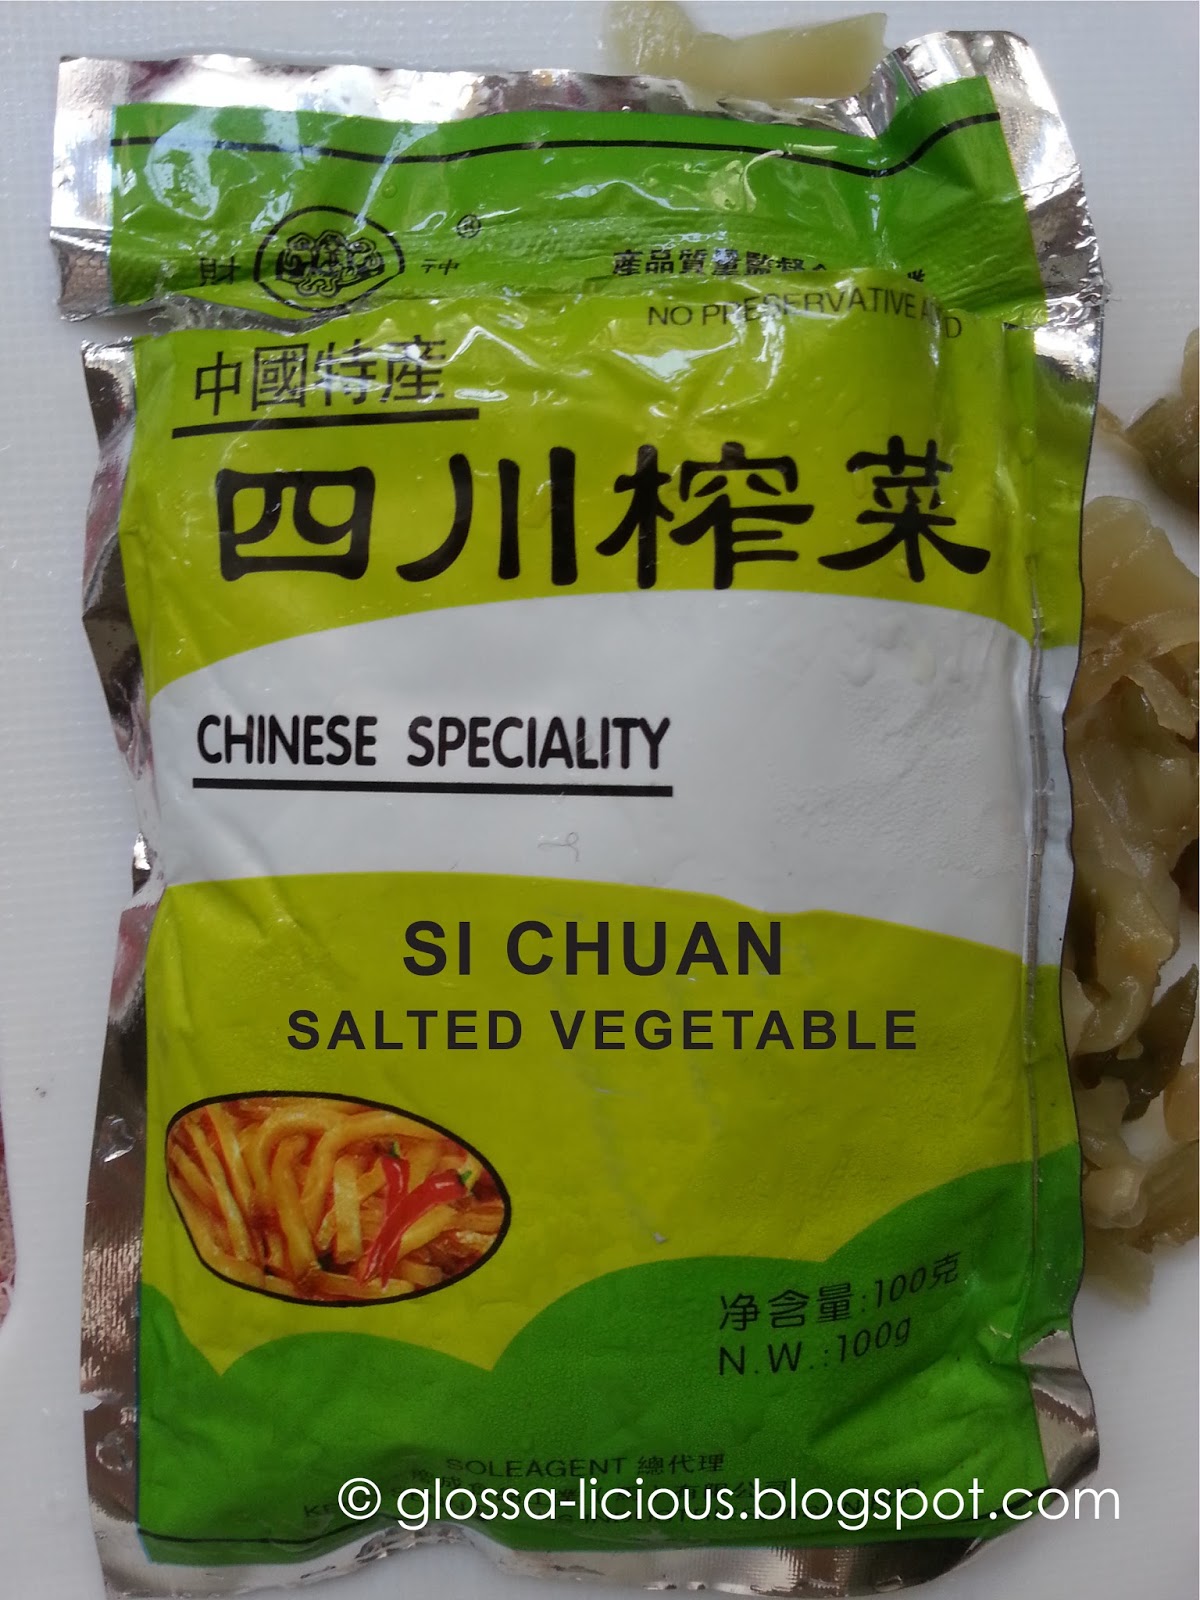 財 神 ®
產品質量監督
NO PRESERVATIVE
中國特產
四川榨菜
CHINESE SPECIALITY
SI CHUAN
SALTED VEGETABLE
净含量:100克
N.W.:100g
SOLEAGENT 總代理
© glossa-licious.blogspot.com